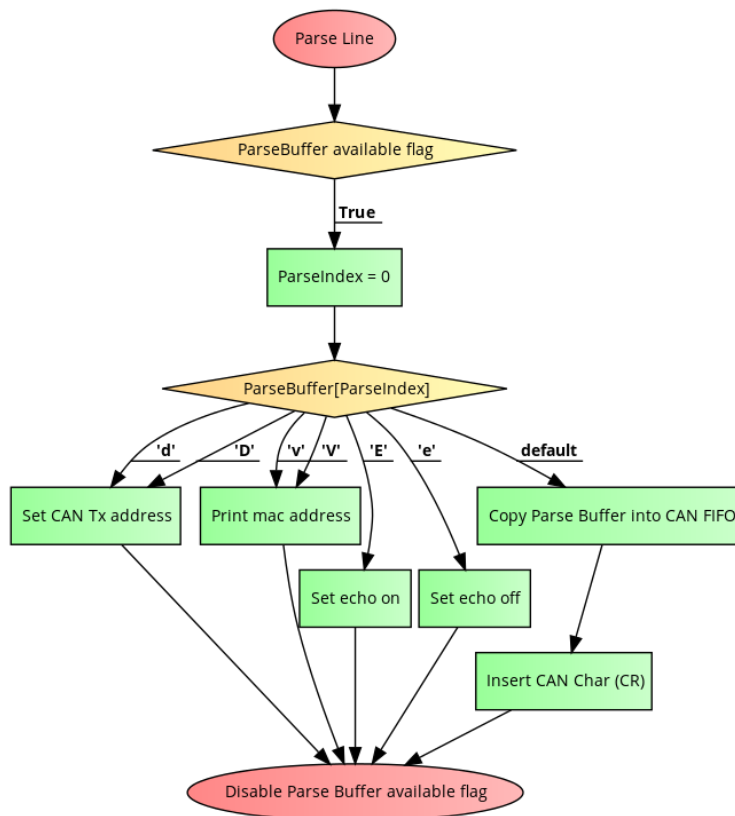 Parse Line
ParseBuffer available flag
True
ParseIndex = 0
ParseBuffer[ParseIndex]
'd'
'D'
'v'
'V'
'E'
'e'
default
Set CAN Tx address
Print mac address
Copy Parse Buffer into CAN FIFO
Set echo on
Set echo off
Insert CAN Char (CR)
Disable Parse Buffer available flag